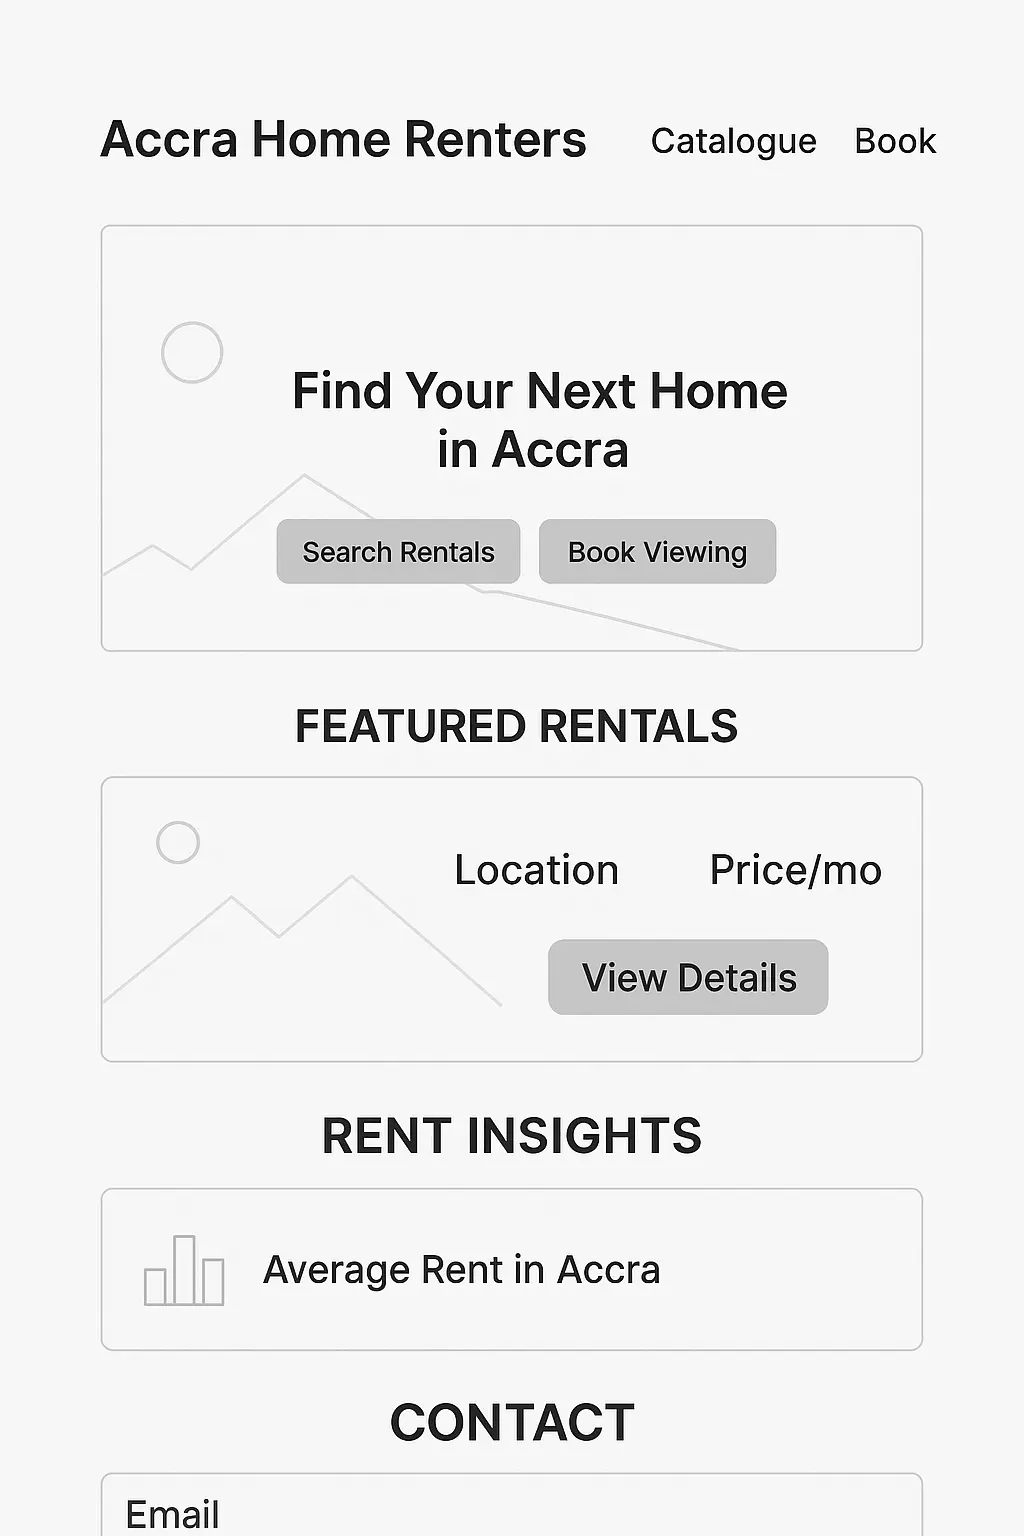 Accra Home Renters Catalogue Book
Find Your Next Home
in Accra
Search Rentals Book Viewing
FEATURED RENTALS
Location Price/mo
View Details
RENT INSIGHTS
Average Rent in Accra
CONTACT
Email